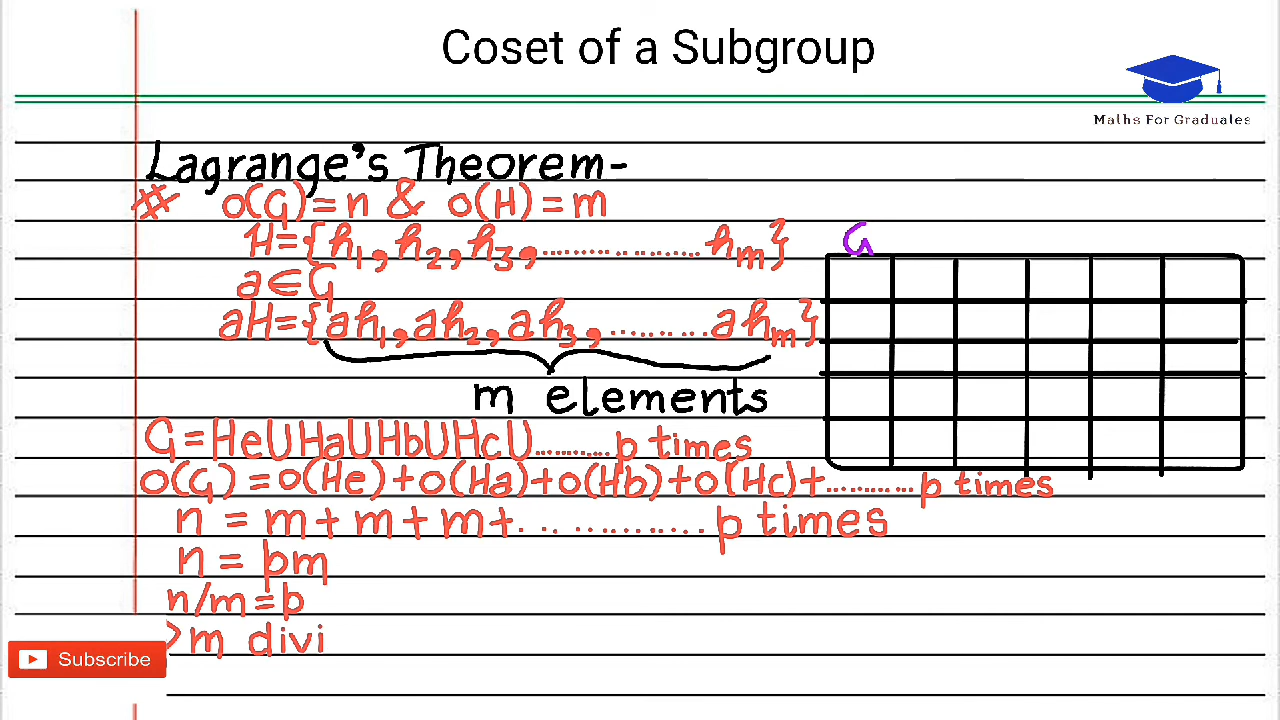 Coset of a Subgroup
Maths For Graduates
Lagrange's Theorem-
* O(G)=n & O(H)=m
H={h₁,h₂,h₃,..................hₘ}
G
a∈G
aH={ah₁,ah₂,ah₃,..........ahₘ}
m elements
G=HeUHaUHbUHcU..........p times
O(G)=O(He)+O(Ha)+O(Hb)+O(Hc)+..........p times
n = m+m+m+...............p times
n = pm
n/m=p
>m divi
Subscribe